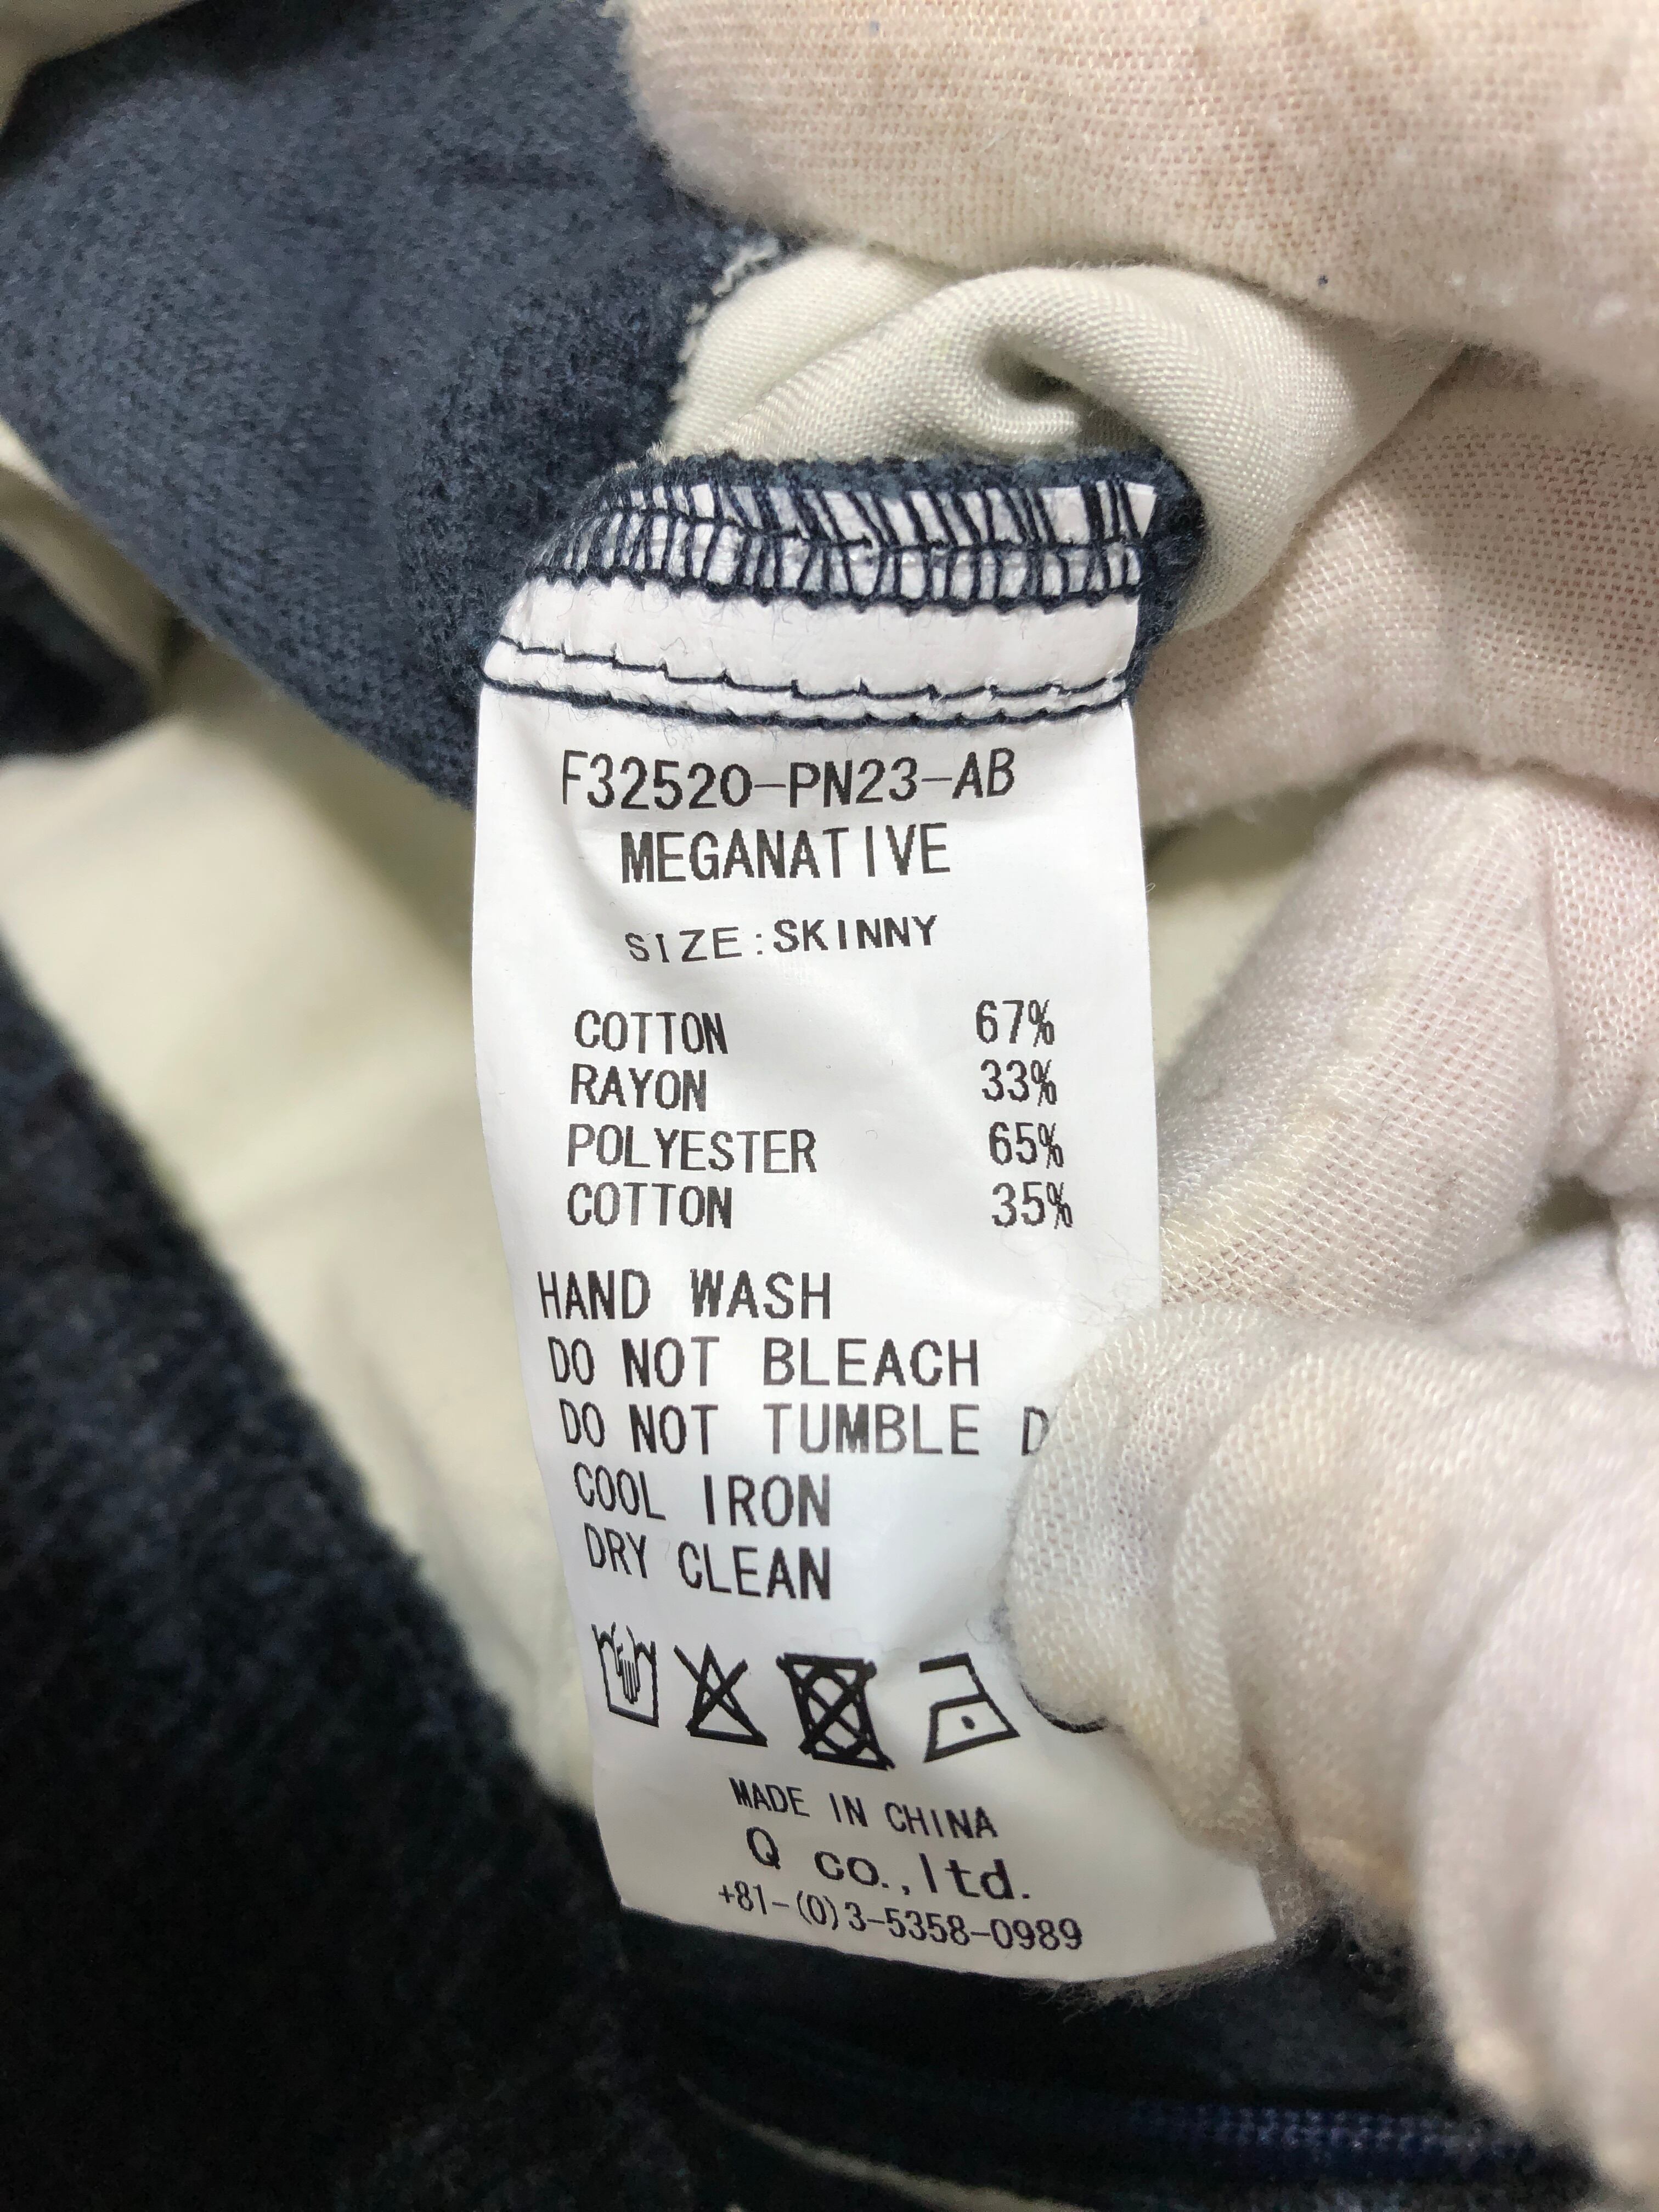 F32520-PN23-AB
MEGANATIVE
SIZE:SKINNY
COTTON 67%
RAYON 33%
POLYESTER 65%
COTTON 35%
HAND WASH
DO NOT BLEACH
DO NOT TUMBLE D
COOL IRON
DRY CLEAN
MADE IN CHINA
Q co.,ltd.
+81-(0)3-5358-0989